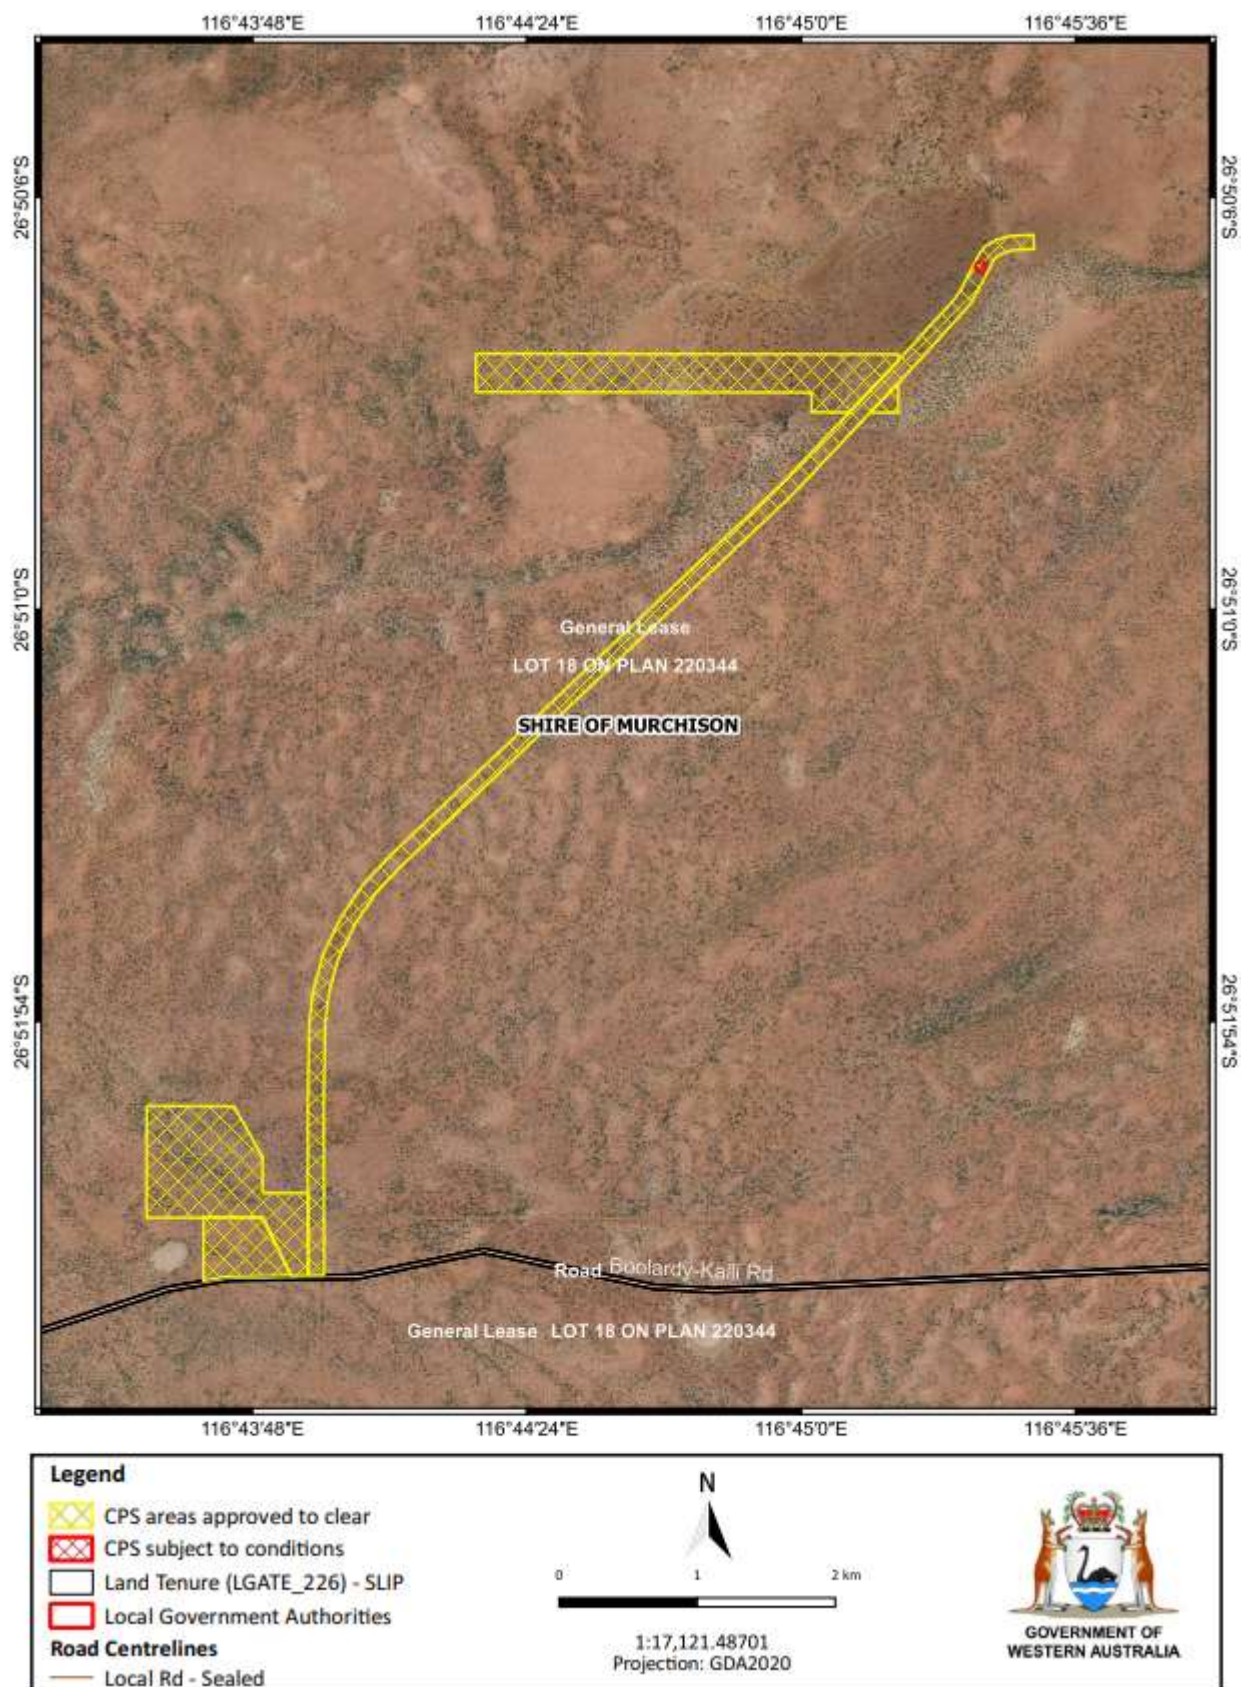 116°43'48"E 116°44'24"E 116°45'0"E 116°45'36"E
26°50'6"S 26°50'6"S
26°51'0"S 26°51'0"S
General Lease
LOT 18 ON PLAN 220344
SHIRE OF MURCHISON
26°51'54"S 26°51'54"S
Road Boolardy-Kalli Rd
General Lease LOT 18 ON PLAN 220344
116°43'48"E 116°44'24"E 116°45'0"E 116°45'36"E
Legend
CPS areas approved to clear
CPS subject to conditions
Land Tenure (LGATE_226) - SLIP
Local Government Authorities
Road Centrelines
Local Rd - Sealed
N
0 1 2 km
1:17,121.48701
Projection: GDA2020
GOVERNMENT OF
WESTERN AUSTRALIA